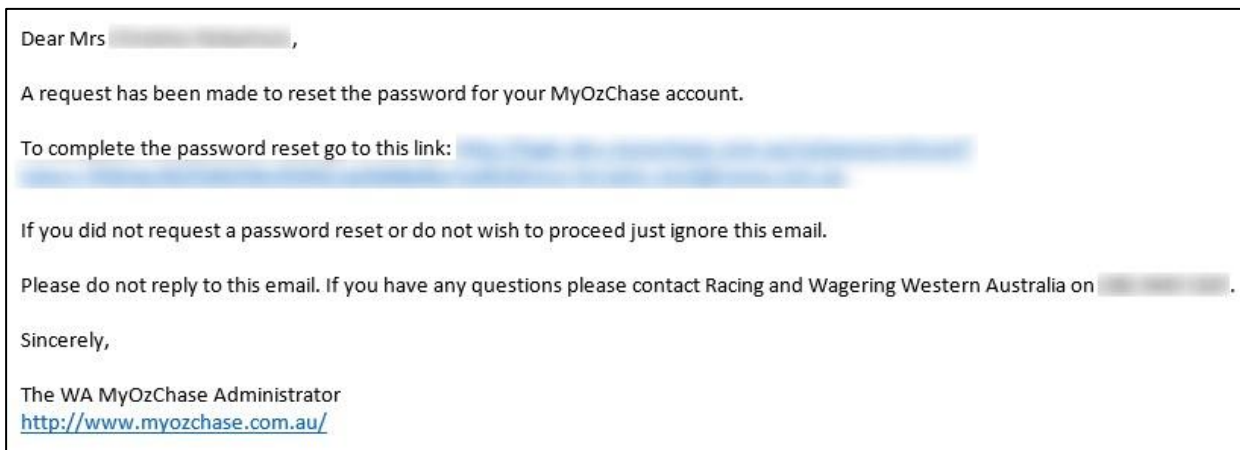 Dear Mrs ,
A request has been made to reset the password for your MyOzChase account.
To complete the password reset go to this link:
If you did not request a password reset or do not wish to proceed just ignore this email.
Please do not reply to this email. If you have any questions please contact Racing and Wagering Western Australia on .
Sincerely,
The WA MyOzChase Administrator
http://www.myozchase.com.au/